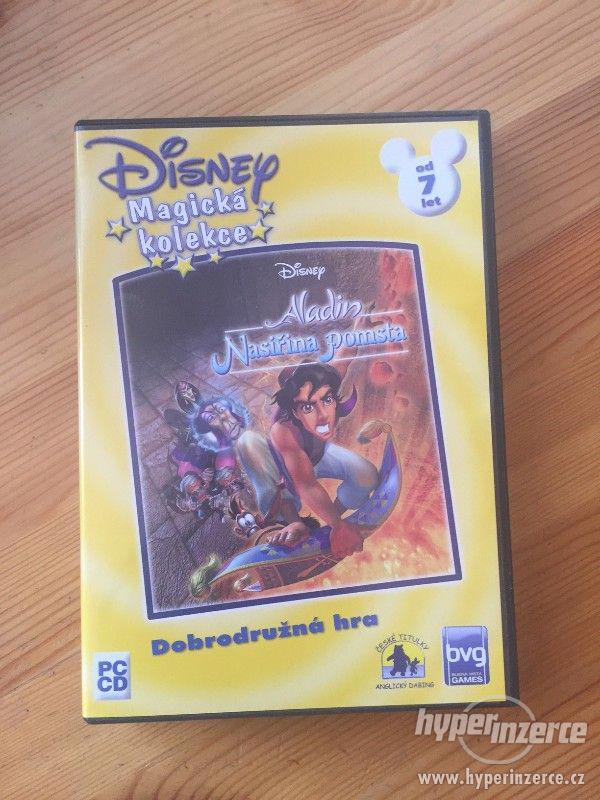 Disney
Magická
kolekce
od
7
let
Disney
Aladin
Nasiřina pomsta
Dobrodružná hra
PC
CD
ČESKÉ TITULKY
ANGLICKÝ DABING
bvg
BUENA VISTA
GAMES
hyperinzerce
www.hyperinzerce.cz